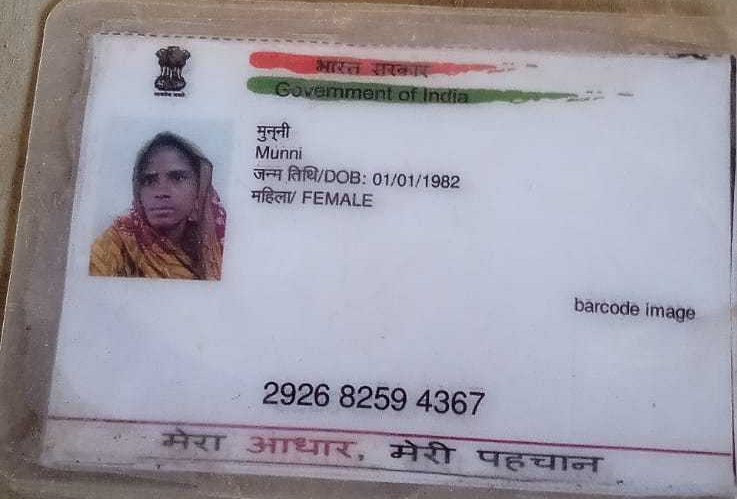 भारत सरकार
Government of India
मुन्नी
Munni
जन्म तिथि/DOB: 01/01/1982
महिला/ FEMALE
barcode image
2926 8259 4367
मेरा आधार, मेरी पहचान